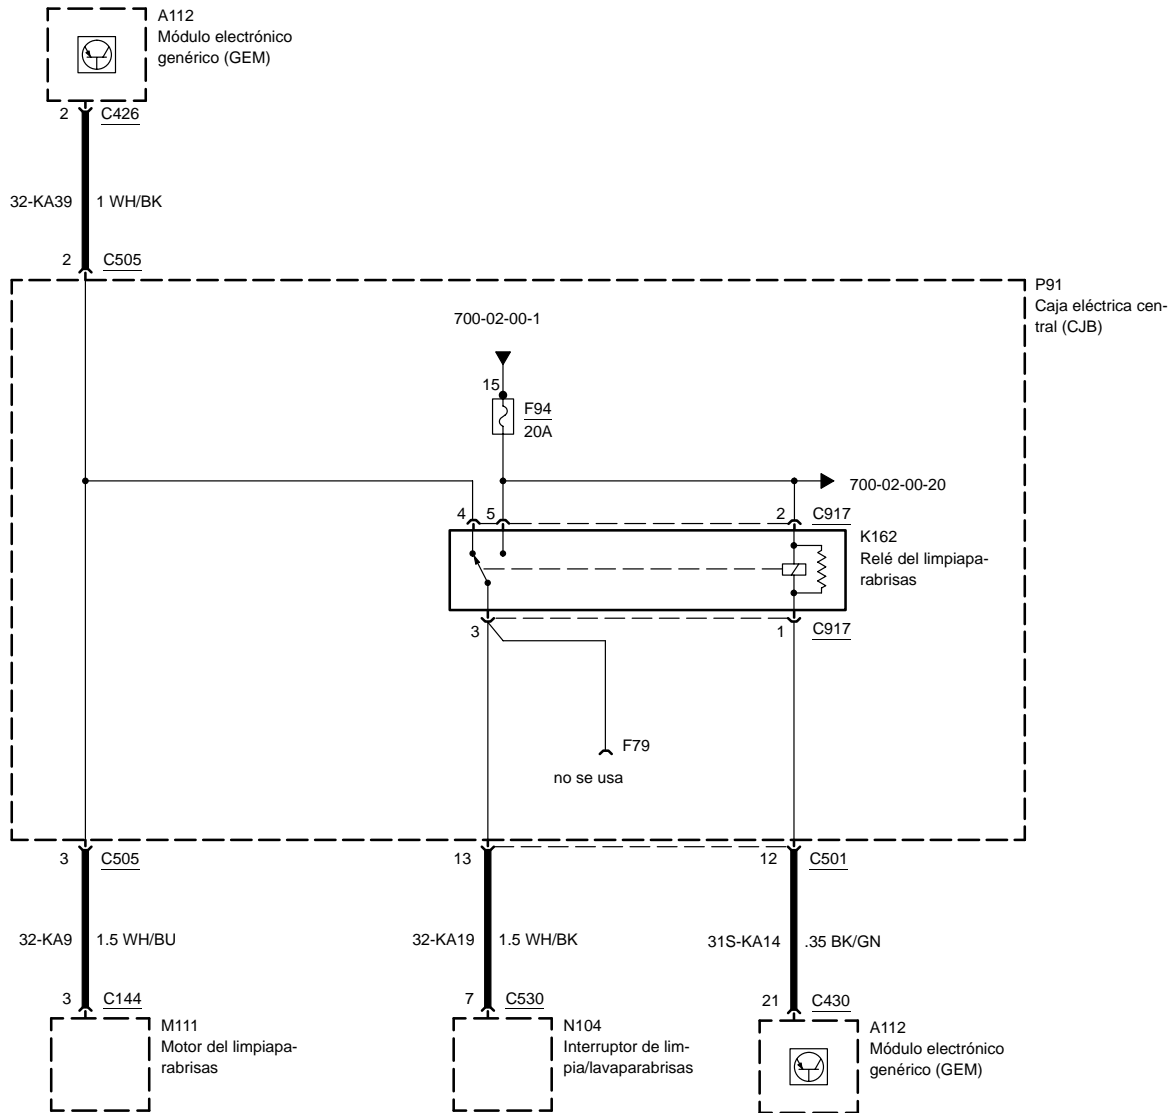 A112
Módulo electrónico
genérico (GEM)
2 C426
32-KA39 1 WH/BK
2 C505
P91
Caja eléctrica cen-
tral (CJB)
700-02-00-1
15
F94
20A
700-02-00-20
4 5 2 C917
K162
Relé del limpiapa-
rabrisas
3 1 C917
F79
no se usa
3 C505 13 12 C501
32-KA9 1.5 WH/BU 32-KA19 1.5 WH/BK 31S-KA14 .35 BK/GN
3 C144 7 C530 21 C430
M111
Motor del limpiapa-
rabrisas
N104
Interruptor de lim-
pia/lavaparabrisas
A112
Módulo electrónico
genérico (GEM)